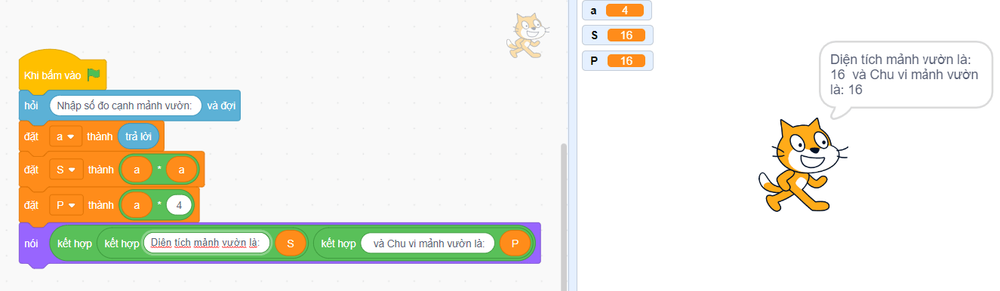 Khi bấm vào
hỏi Nhập số đo cạnh mảnh vườn: và đợi
đặt a thành trả lời
đặt S thành a * a
đặt P thành a * 4
nói kết hợp kết hợp Diện tích mảnh vườn là: S kết hợp và Chu vi mảnh vườn là: P
a 4
S 16
P 16
Diện tích mảnh vườn là:
16 và Chu vi mảnh vườn
là: 16